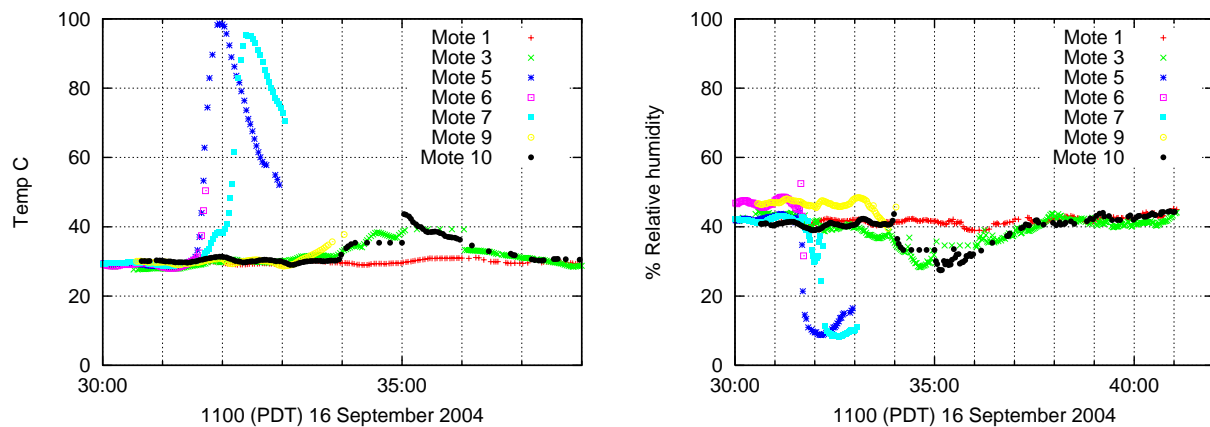 100
80
60
40
20
0
Temp C
Mote 1
Mote 3
Mote 5
Mote 6
Mote 7
Mote 9
Mote 10
30:00
35:00
1100 (PDT) 16 September 2004
100
80
60
40
20
0
% Relative humidity
Mote 1
Mote 3
Mote 5
Mote 6
Mote 7
Mote 9
Mote 10
30:00
35:00
40:00
1100 (PDT) 16 September 2004